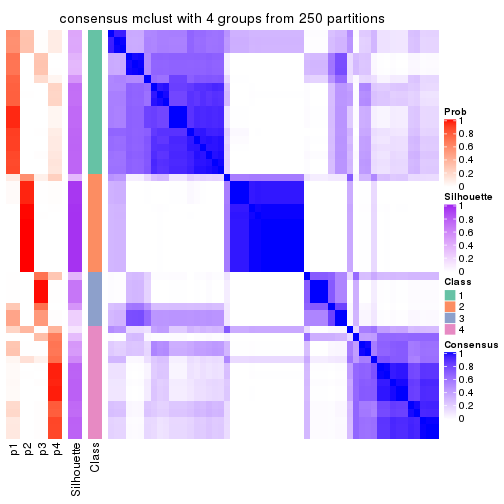 consensus mclust with 4 groups from 250 partitions
Prob
1
0.8
0.6
0.4
0.2
0
Silhouette
1
0.8
0.6
0.4
0.2
0
Class
1
2
3
4
Consensus
1
0.8
0.6
0.4
0.2
0
p1
p2
p3
p4
Silhouette
Class